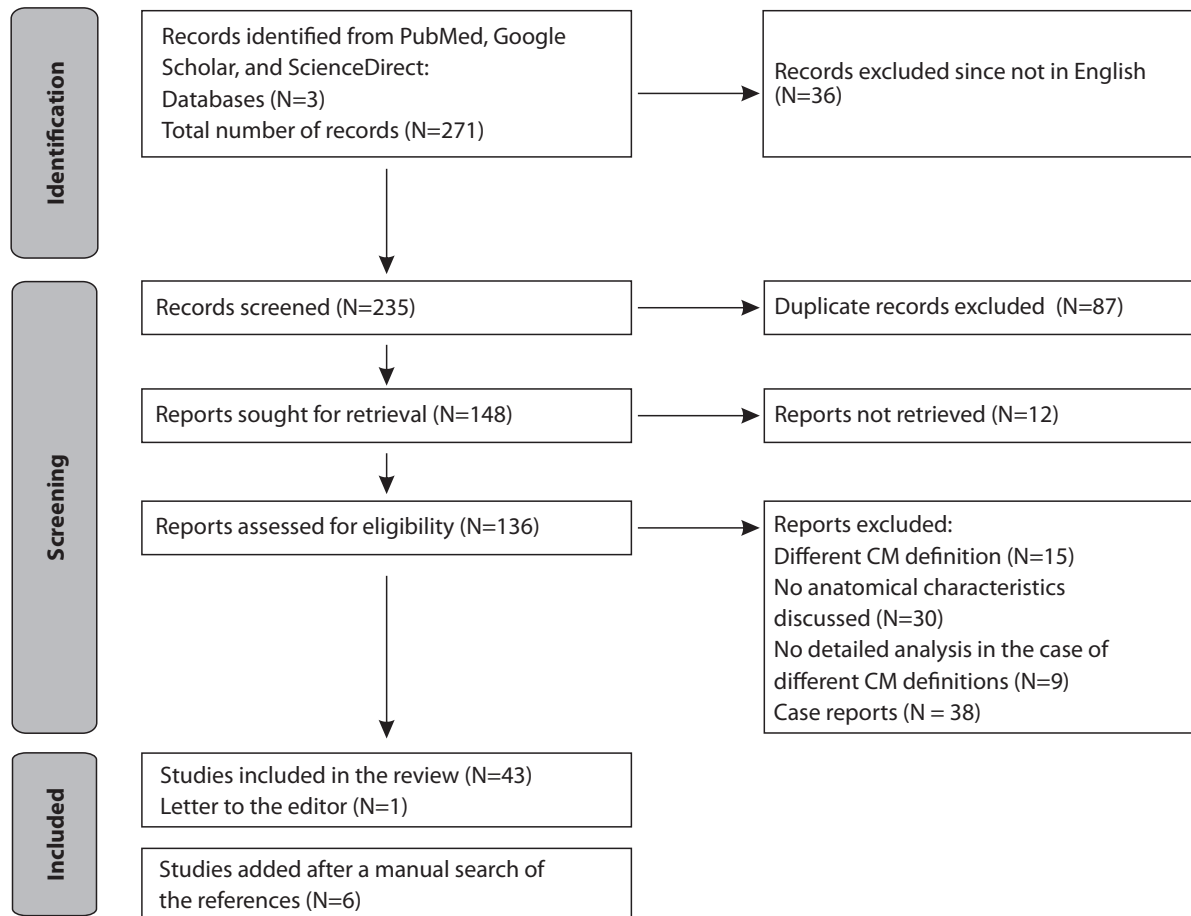 Identification
Records identified from PubMed, Google
Scholar, and ScienceDirect:
Databases (N=3)
Total number of records (N=271)
Records excluded since not in English
(N=36)
Screening
Records screened (N=235)
Duplicate records excluded (N=87)
Reports sought for retrieval (N=148)
Reports not retrieved (N=12)
Reports assessed for eligibility (N=136)
Reports excluded:
Different CM definition (N=15)
No anatomical characteristics
discussed (N=30)
No detailed analysis in the case of
different CM definitions (N=9)
Case reports (N = 38)
Included
Studies included in the review (N=43)
Letter to the editor (N=1)
Studies added after a manual search of
the references (N=6)